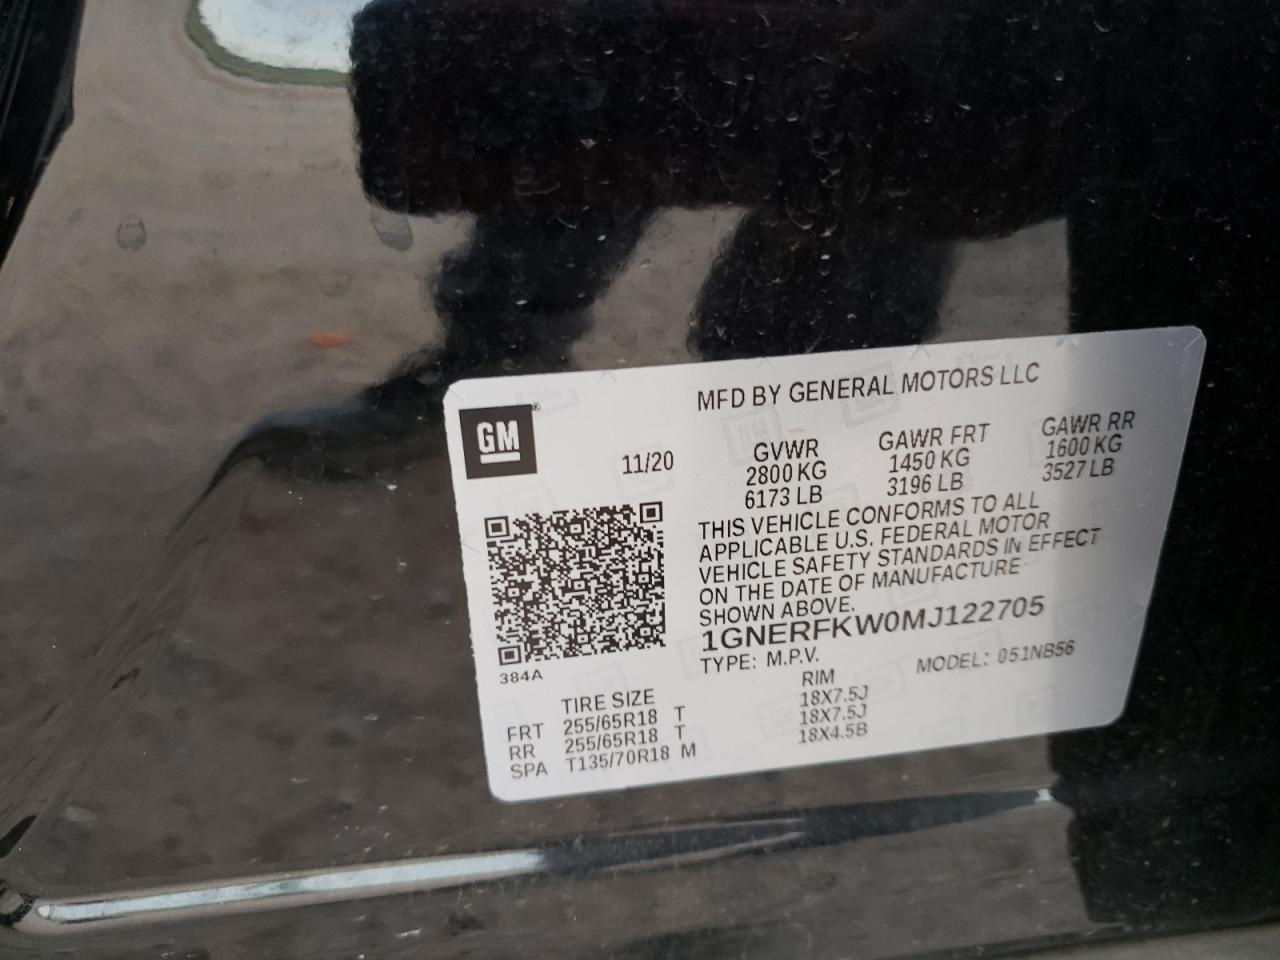 MFD BY GENERAL MOTORS LLC
GM ®
11/20
GVWR GAWR FRT GAWR RR
2800 KG 1450 KG 1600 KG
6173 LB 3196 LB 3527 LB
THIS VEHICLE CONFORMS TO ALL
APPLICABLE U.S. FEDERAL MOTOR
VEHICLE SAFETY STANDARDS IN EFFECT
ON THE DATE OF MANUFACTURE
SHOWN ABOVE.
1GNERFKW0MJ122705
TYPE: M.P.V. MODEL: 051NB56
384A
TIRE SIZE RIM
FRT 255/65R18 T 18X7.5J
RR 255/65R18 T 18X7.5J
SPA T135/70R18 M 18X4.5B